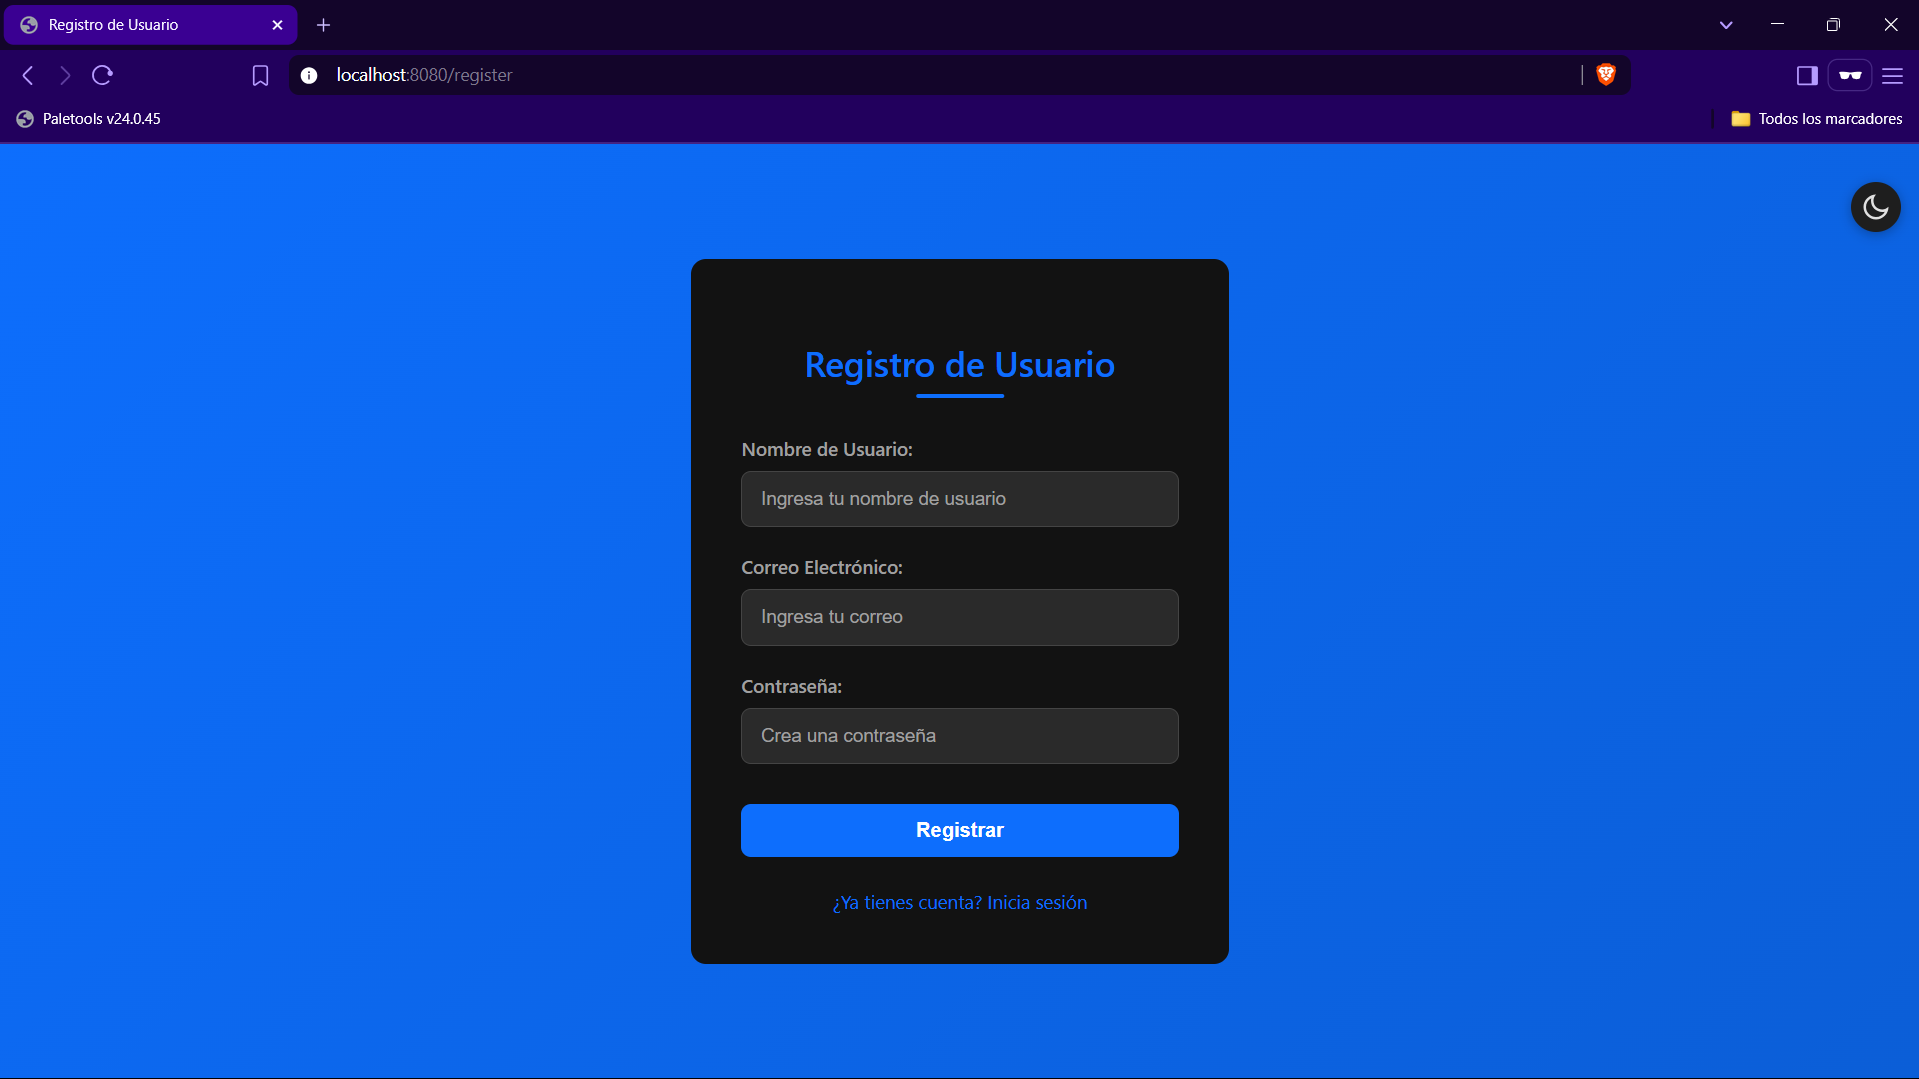 Registro de Usuario
localhost:8080/register
Paletools v24.0.45
Todos los marcadores
Registro de Usuario
Nombre de Usuario:
Ingresa tu nombre de usuario
Correo Electrónico:
Ingresa tu correo
Contraseña:
Crea una contraseña
Registrar
¿Ya tienes cuenta? Inicia sesión